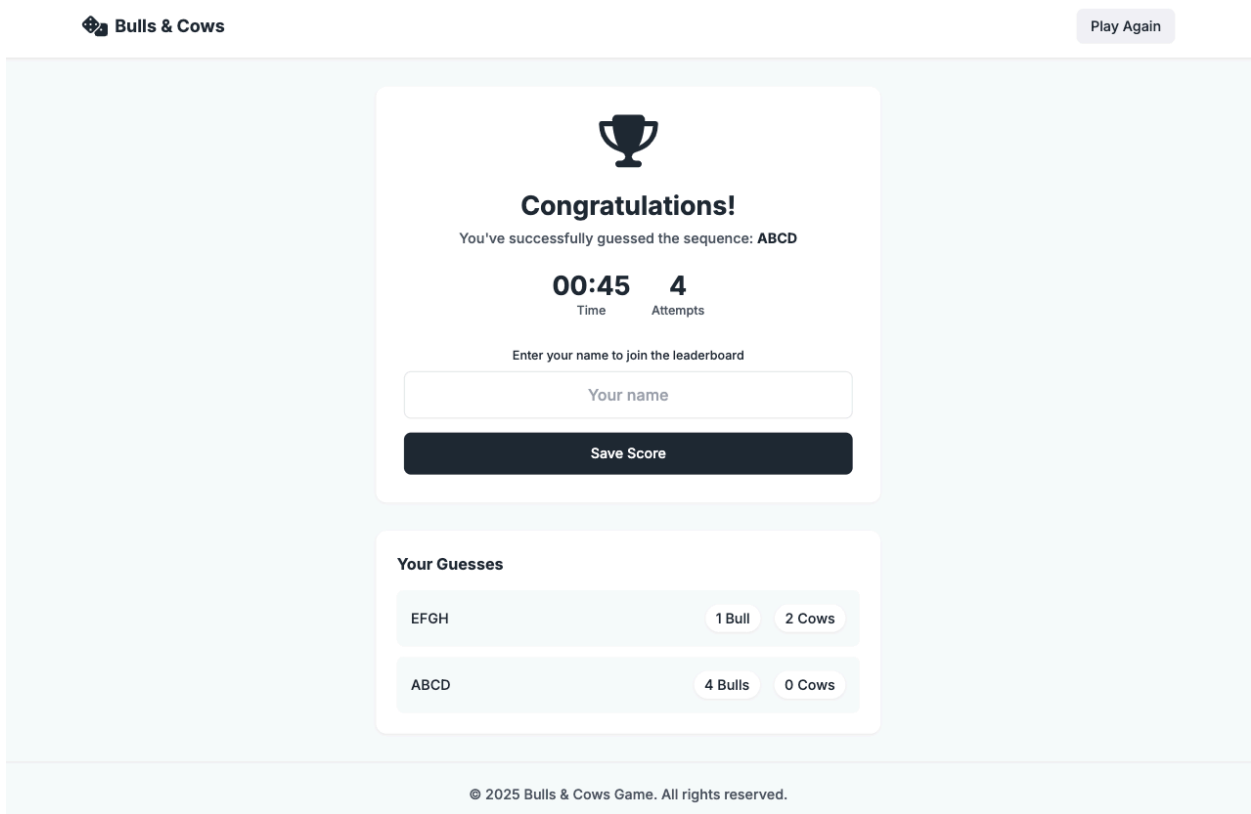 Bulls & Cows
Play Again
Congratulations!
You've successfully guessed the sequence: ABCD
00:45 4
Time Attempts
Enter your name to join the leaderboard
Your name
Save Score
Your Guesses
EFGH 1 Bull 2 Cows
ABCD 4 Bulls 0 Cows
© 2025 Bulls & Cows Game. All rights reserved.